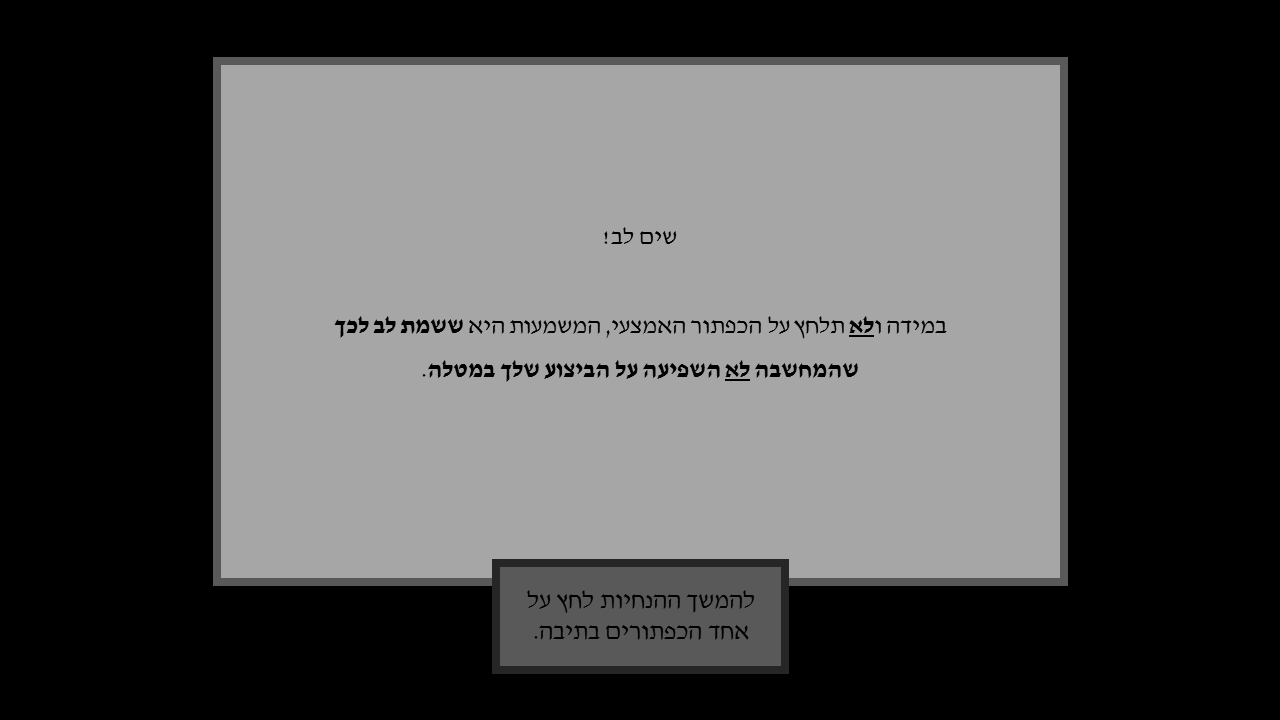 שים לב!
במידה ולא תלחץ על הכפתור האמצעי, המשמעות היא ששמת לב לכך
שהמחשבה לא השפיעה על הביצוע שלך במטלה.
להמשך ההנחיות לחץ על
אחד הכפתורים בתיבה.